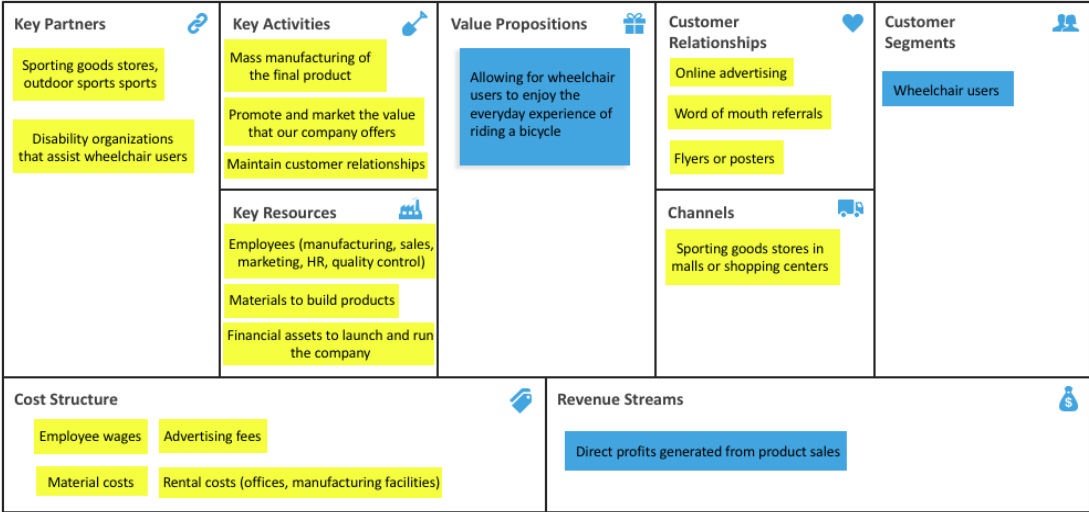 Key Partners
Sporting goods stores,
outdoor sports sports
Disability organizations
that assist wheelchair users
Key Activities
Mass manufacturing of
the final product
Promote and market the value
that our company offers
Maintain customer relationships
Key Resources
Employees (manufacturing, sales,
marketing, HR, quality control)
Materials to build products
Financial assets to launch and run
the company
Value Propositions
Allowing for wheelchair
users to enjoy the
everyday experience of
riding a bicycle
Customer
Relationships
Online advertising
Word of mouth referrals
Flyers or posters
Channels
Sporting goods stores in
malls or shopping centers
Customer
Segments
Wheelchair users
Cost Structure
Employee wages
Advertising fees
Material costs
Rental costs (offices, manufacturing facilities)
Revenue Streams
$
Direct profits generated from product sales